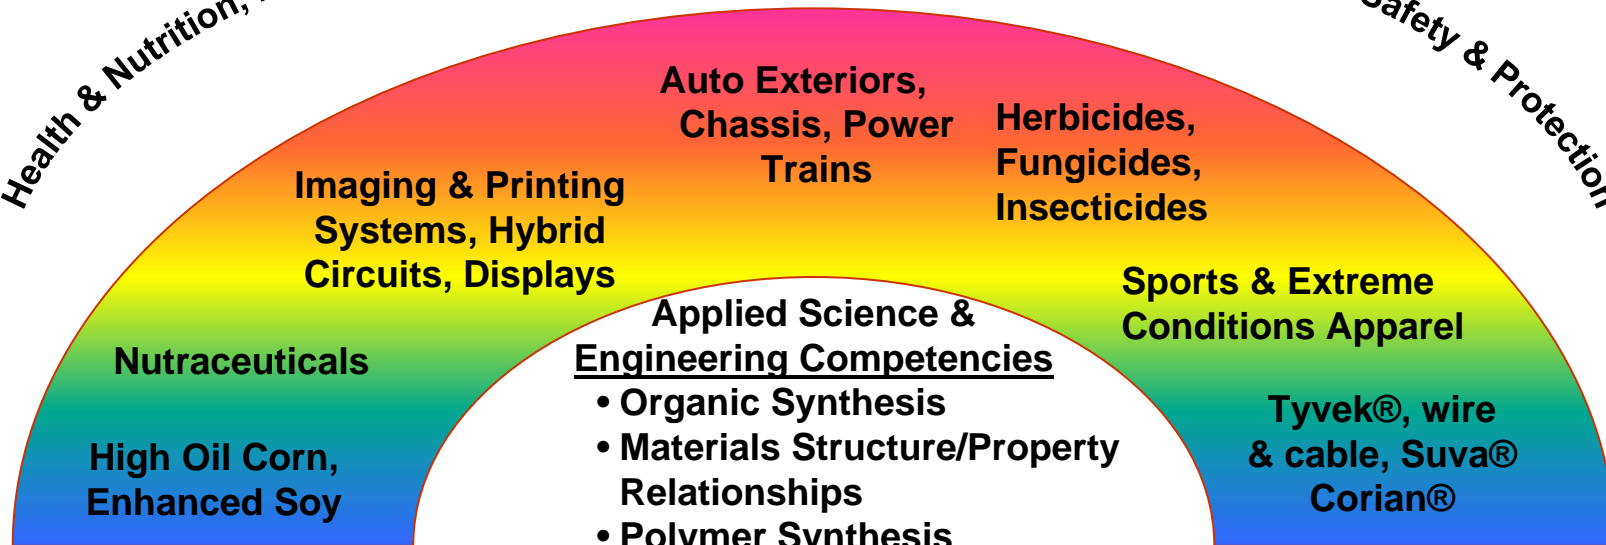 Health & Nutrition,
Safety & Protection
Auto Exteriors,
Chassis, Power
Trains
Herbicides,
Fungicides,
Insecticides
Imaging & Printing
Systems, Hybrid
Circuits, Displays
Sports & Extreme
Conditions Apparel
Nutraceuticals
High Oil Corn,
Enhanced Soy
Tyvek®, wire
& cable, Suva®
Corian®
Applied Science &
Engineering Competencies
• Organic Synthesis
• Materials Structure/Property
Relationships
• Polymer Synthesis